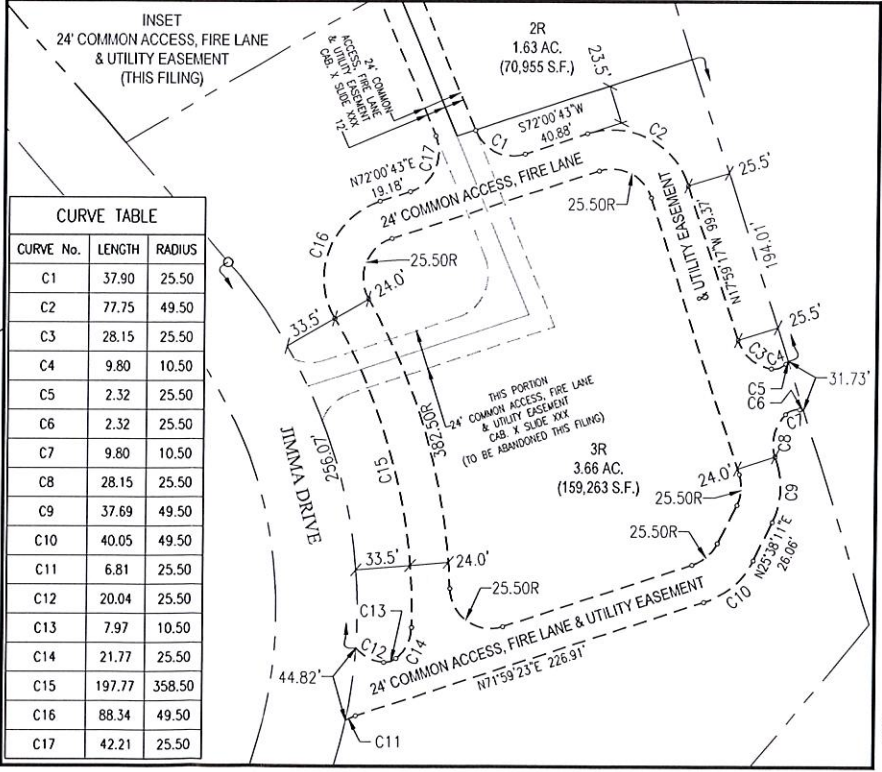 INSET
24' COMMON ACCESS, FIRE LANE
& UTILITY EASEMENT
(THIS FILING)
24' COMMON
ACCESS, FIRE LANE
& UTILITY EASEMENT
CAB. X SLIDE XXX
12'
2R
1.63 AC.
(70,955 S.F.)
23.5'
S72°00'43"W
40.88'
C1
C2
C17
N72°00'43"E
19.18'
24' COMMON ACCESS, FIRE LANE
& UTILITY EASEMENT
25.50R
25.5'
N17°59'17"W 99.37'
194.01'
C16
25.50R
24.0'
33.5'
25.5'
C3
C4
C5
C6
31.73'
C7
CURVE TABLE
CURVE No. LENGTH RADIUS
C1 37.90 25.50
C2 77.75 49.50
C3 28.15 25.50
C4 9.80 10.50
C5 2.32 25.50
C6 2.32 25.50
C7 9.80 10.50
C8 28.15 25.50
C9 37.69 49.50
C10 40.05 49.50
C11 6.81 25.50
C12 20.04 25.50
C13 7.97 10.50
C14 21.77 25.50
C15 197.77 358.50
C16 88.34 49.50
C17 42.21 25.50
THIS PORTION
24' COMMON ACCESS, FIRE LANE
& UTILITY EASEMENT
CAB. X SLIDE XXX
(TO BE ABANDONED THIS FILING)
382.50R
3R
3.66 AC.
(159,263 S.F.)
JIMMA DRIVE
256.07'
C15
24.0'
25.50R
C8
C9
25.50R
N25°38'11"E
26.06'
C10
33.5'
24.0'
25.50R
C13
C12
C14
24' COMMON ACCESS, FIRE LANE & UTILITY EASEMENT
N71°59'23"E 226.91'
44.82'
C11